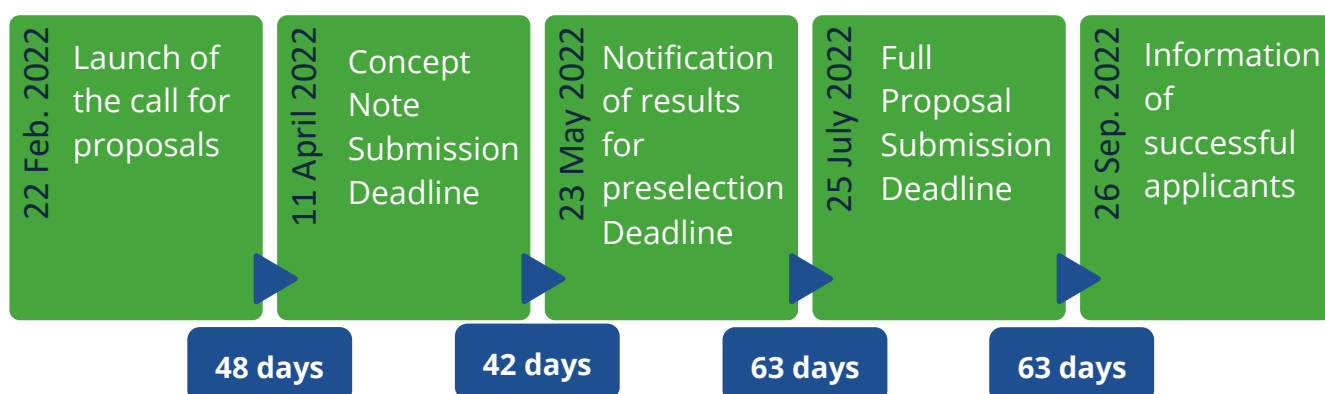 22 Feb. 2022
Launch of
the call for
proposals
11 April 2022
Concept
Note
Submission
Deadline
23 May 2022
Notification
of results
for
preselection
Deadline
25 July 2022
Full
Proposal
Submission
Deadline
26 Sep. 2022
Information
of
successful
applicants
48 days
42 days
63 days
63 days